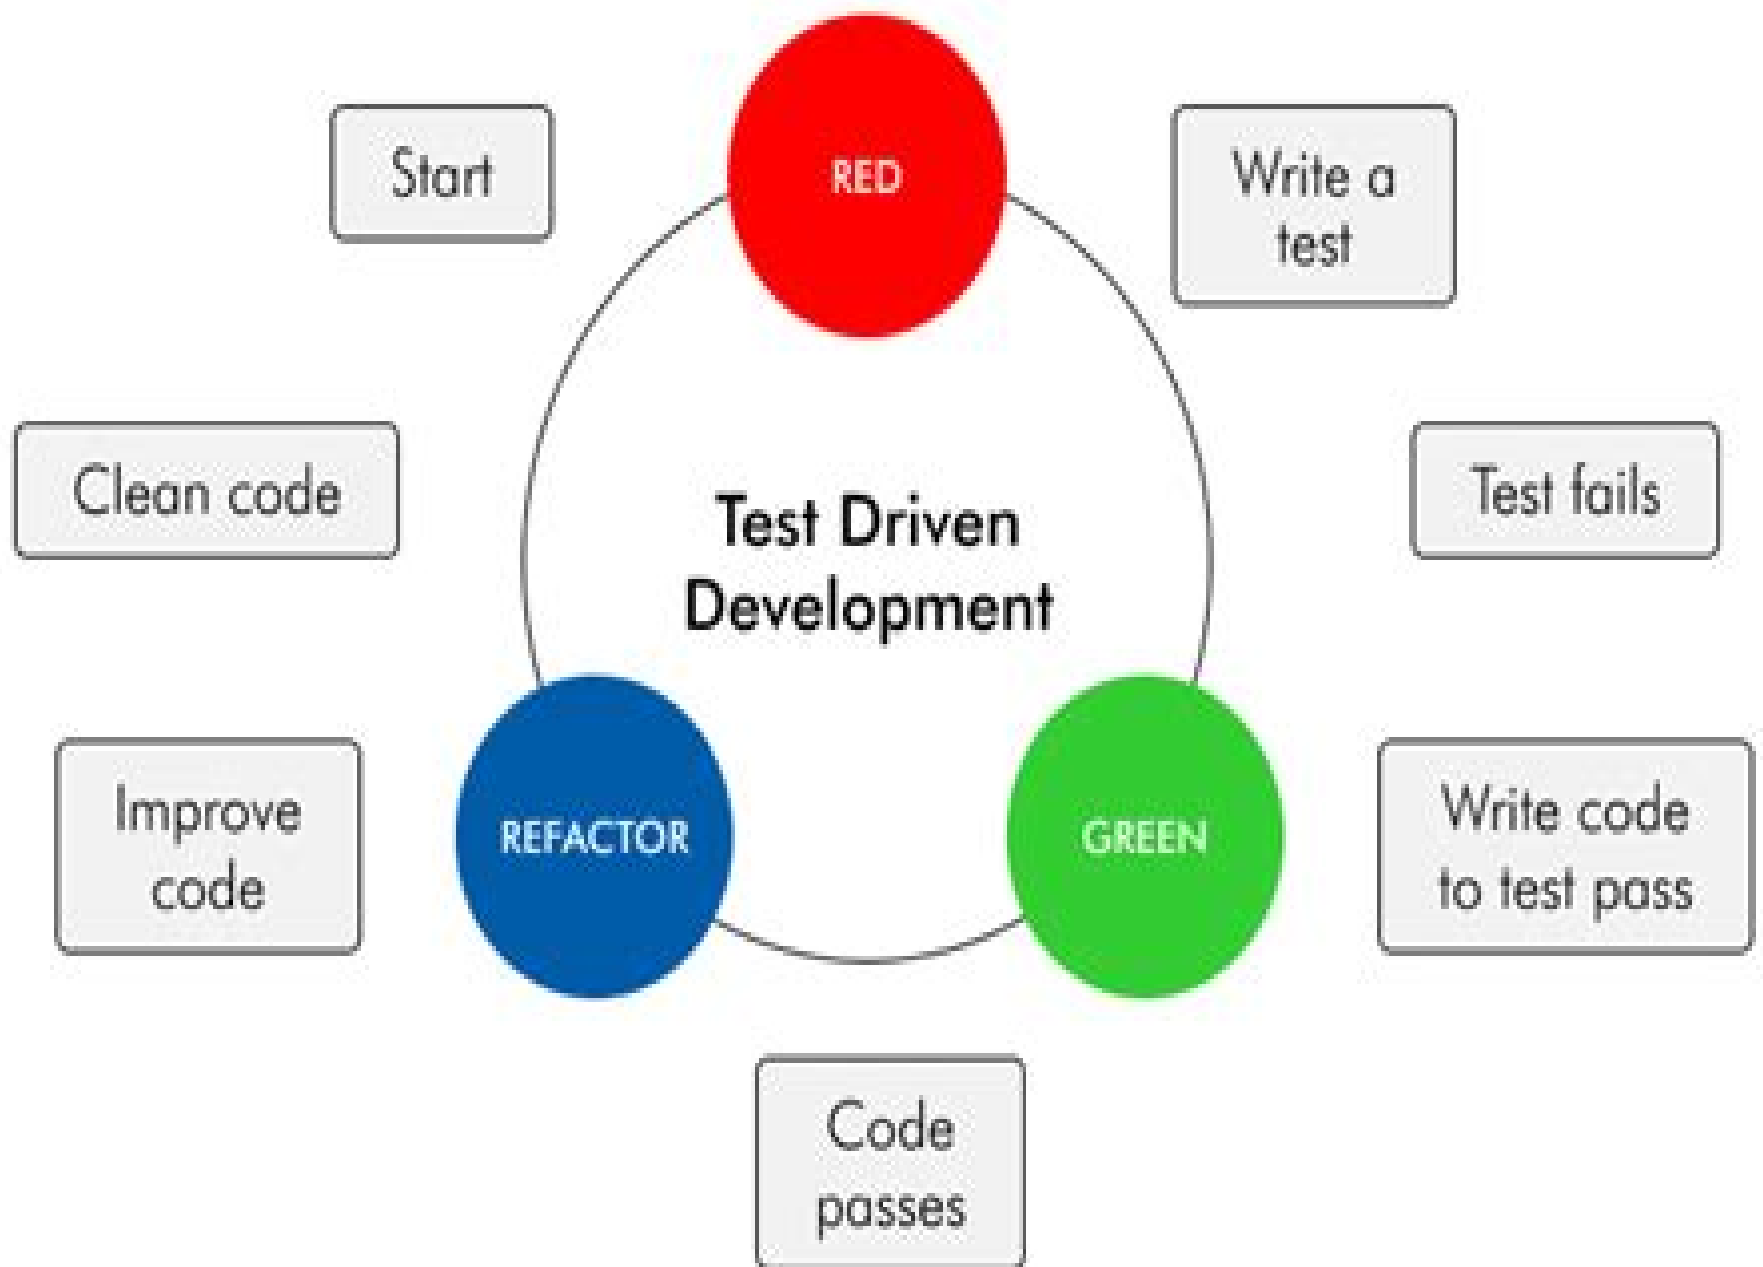 Start
RED
Write a
test
Clean code
Test fails
Test Driven
Development
Improve
code
REFACTOR
GREEN
Write code
to test pass
Code
passes